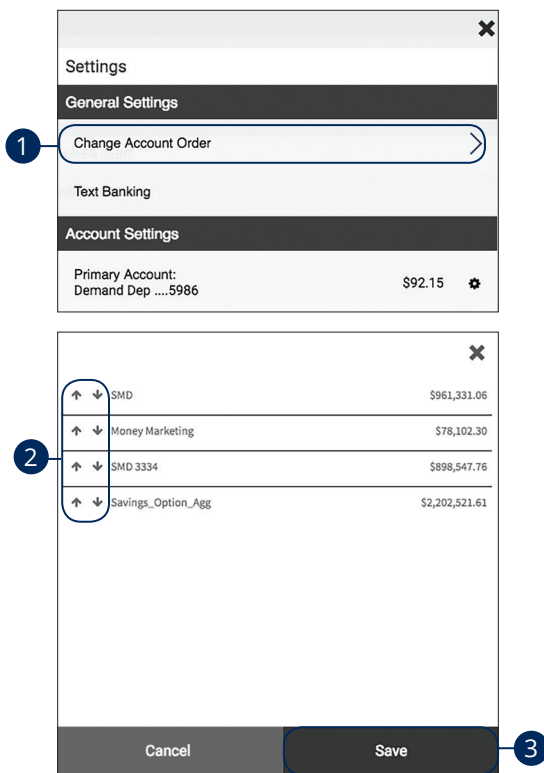 Settings
General Settings
1
Change Account Order
Text Banking
Account Settings
Primary Account:
Demand Dep ....5986 $92.15
2
SMD $961,331.06
Money Marketing $78,102.30
SMD 3334 $898,547.76
Savings_Option_Agg $2,202,521.61
Cancel Save
3